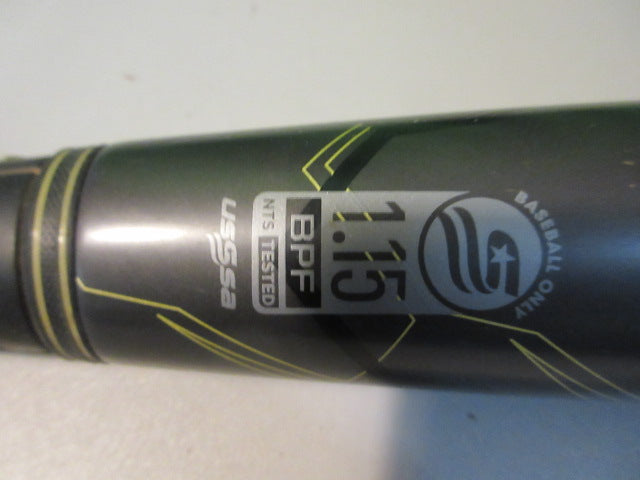 BASEBALL ONLY
1.15
BPF
NTS TESTED
USSSA